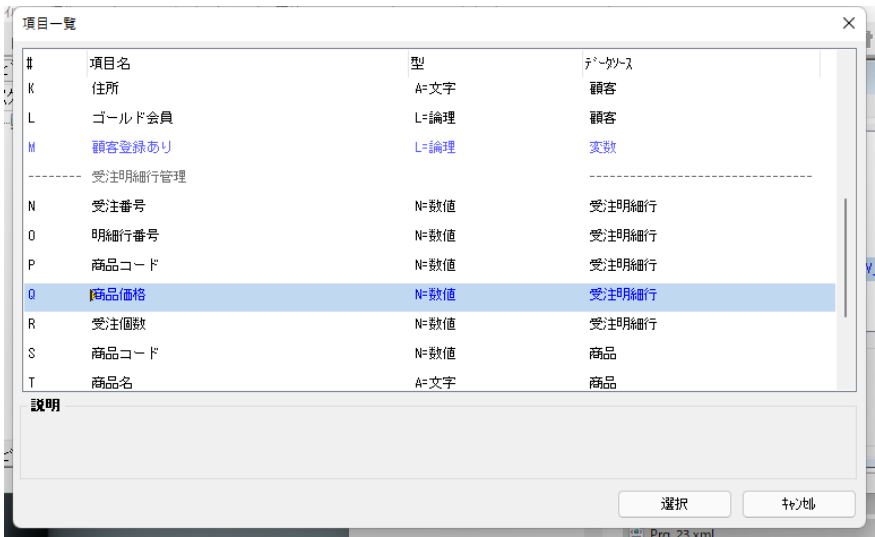 項目一覧
# 項目名 型 ﾃﾞｰﾀｿｰｽ
K 住所 A=文字 顧客
L ゴールド会員 L=論理 顧客
M 顧客登録あり L=論理 変数
-------- 受注明細行管理 --------------------------------
N 受注番号 N=数値 受注明細行
O 明細行番号 N=数値 受注明細行
P 商品コード N=数値 受注明細行
Q 商品価格 N=数値 受注明細行
R 受注個数 N=数値 受注明細行
S 商品コード N=数値 商品
T 商品名 A=文字 商品
説明
選択 ｷｬﾝｾﾙ
Prg_23.xml